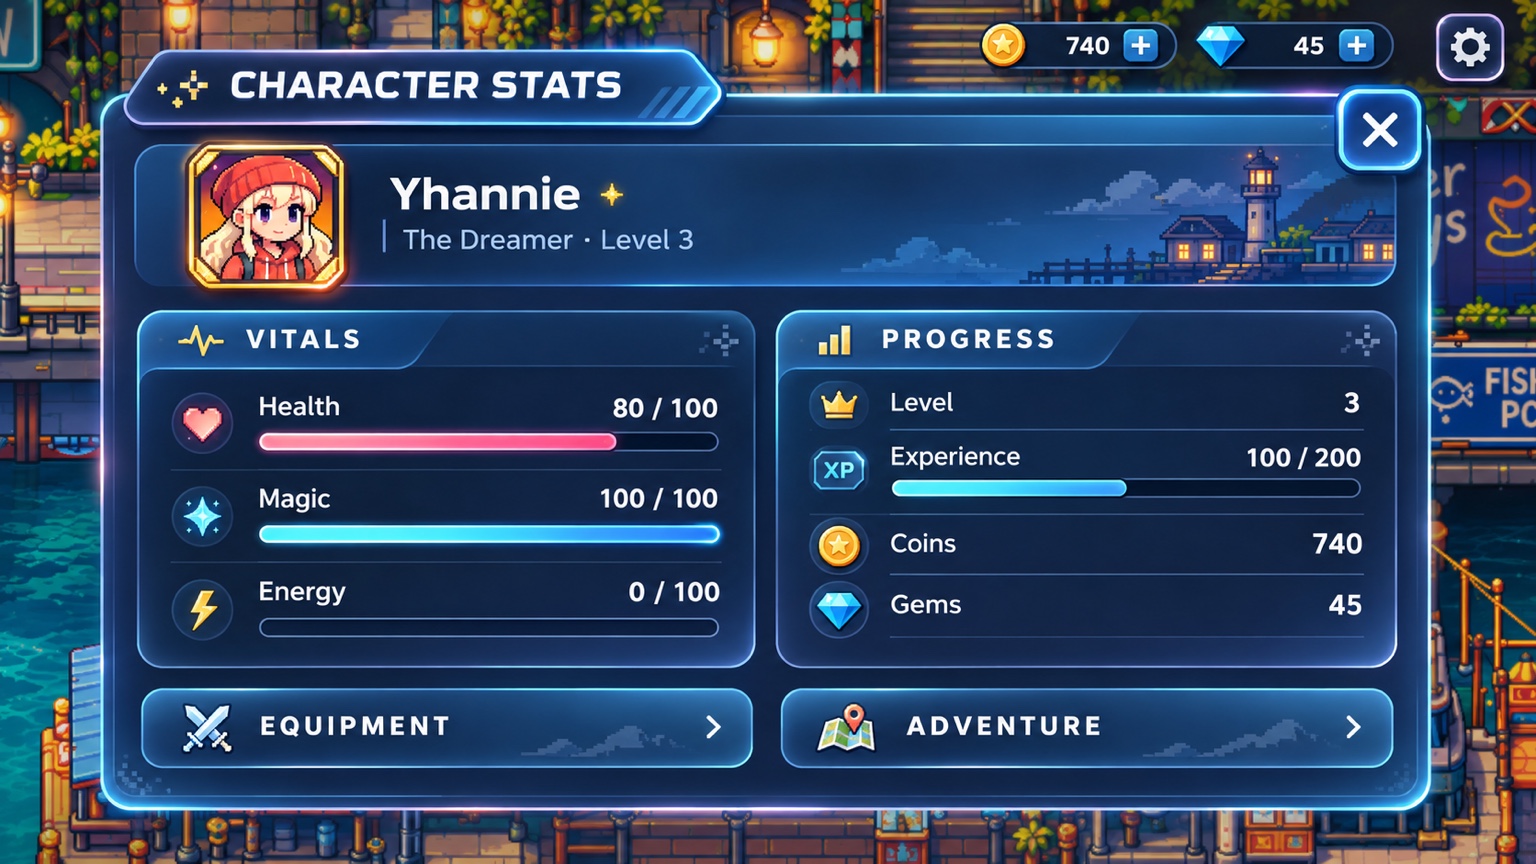 740
45
CHARACTER STATS
Yhannie
The Dreamer · Level 3
VITALS
Health
80 / 100
Magic
100 / 100
Energy
0 / 100
PROGRESS
Level
3
XP
Experience
100 / 200
Coins
740
Gems
45
EQUIPMENT
ADVENTURE